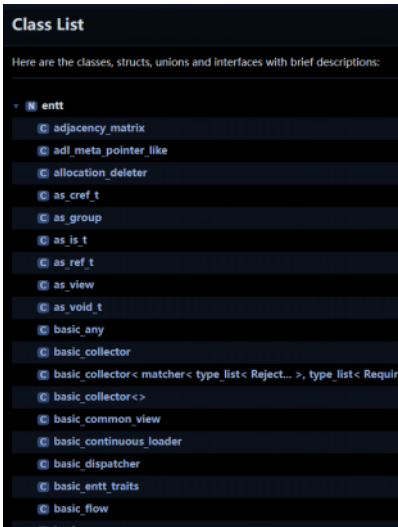 Class List
Here are the classes, structs, unions and interfaces with brief descriptions:
▼ N entt
C adjacency_matrix
C adl_meta_pointer_like
C allocation_deleter
C as_cref_t
C as_group
C as_is_t
C as_ref_t
C as_view
C as_void_t
C basic_any
C basic_collector
C basic_collector< matcher< type_list< Reject... >, type_list< Requir
C basic_collector<>
C basic_common_view
C basic_continuous_loader
C basic_dispatcher
C basic_entt_traits
C basic_flow